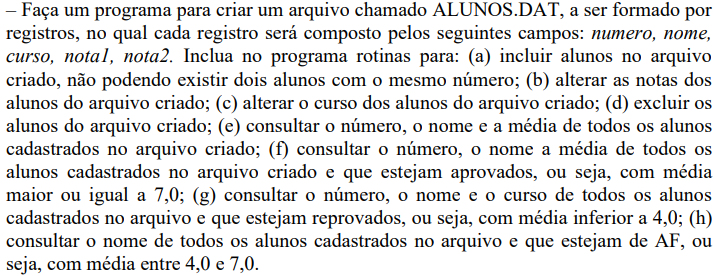 – Faça um programa para criar um arquivo chamado ALUNOS.DAT, a ser formado por
registros, no qual cada registro será composto pelos seguintes campos: numero, nome,
curso, nota1, nota2. Inclua no programa rotinas para: (a) incluir alunos no arquivo
criado, não podendo existir dois alunos com o mesmo número; (b) alterar as notas dos
alunos do arquivo criado; (c) alterar o curso dos alunos do arquivo criado; (d) excluir os
alunos do arquivo criado; (e) consultar o número, o nome e a média de todos os alunos
cadastrados no arquivo criado; (f) consultar o número, o nome a média de todos os
alunos cadastrados no arquivo criado e que estejam aprovados, ou seja, com média
maior ou igual a 7,0; (g) consultar o número, o nome e o curso de todos os alunos
cadastrados no arquivo e que estejam reprovados, ou seja, com média inferior a 4,0; (h)
consultar o nome de todos os alunos cadastrados no arquivo e que estejam de AF, ou
seja, com média entre 4,0 e 7,0.